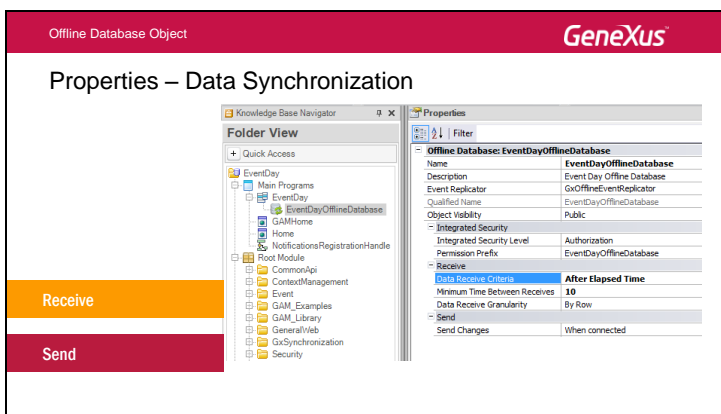 Offline Database Object
GeneXus™
Properties – Data Synchronization
Knowledge Base Navigator
Folder View
Quick Access
EventDay
Main Programs
EventDay
EventDayOfflineDatabase
GAMHome
Home
NotificationsRegistrationHandle
Root Module
CommonApi
ContextManagement
Event
GAM_Examples
GAM_Library
GeneralWeb
GxSynchronization
Security
Properties
Filter
Offline Database: EventDayOfflineDatabase
Name EventDayOfflineDatabase
Description Event Day Offline Database
Event Replicator GxOfflineEventReplicator
Qualified Name EventDayOfflineDatabase
Object Visibility Public
Integrated Security
Integrated Security Level Authorization
Permission Prefix EventDayOfflineDatabase
Receive
Data Receive Criteria After Elapsed Time
Minimum Time Between Receives 10
Data Receive Granularity By Row
Send
Send Changes When connected
Receive
Send